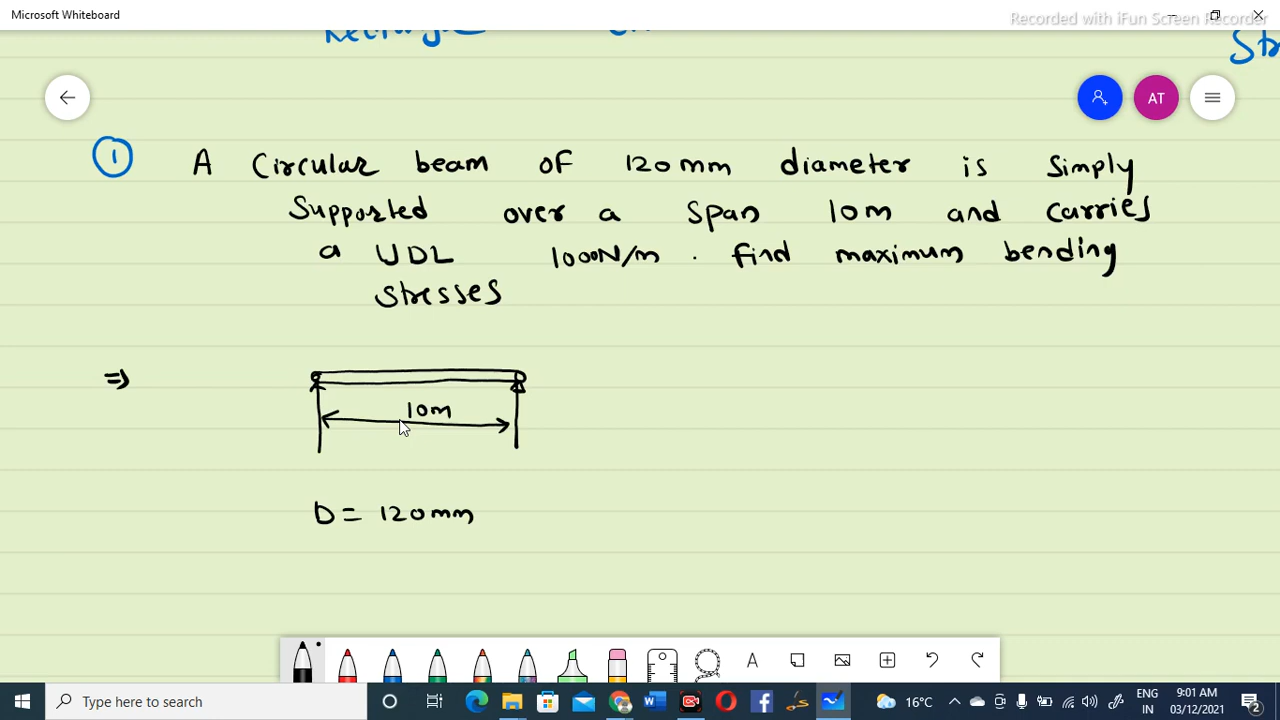 Microsoft Whiteboard
Recorded with iFun Screen Recorder
Rectangle
Str
AT
1 A Circular beam of 120mm diameter is Simply
Supported over a Span 10m and Carries
a UDL 1000N/m . find maximum bending
Stresses
⇒
10m
D = 120mm
A
Type here to search
16°C
ENG
IN
9:01 AM
03/12/2021
2